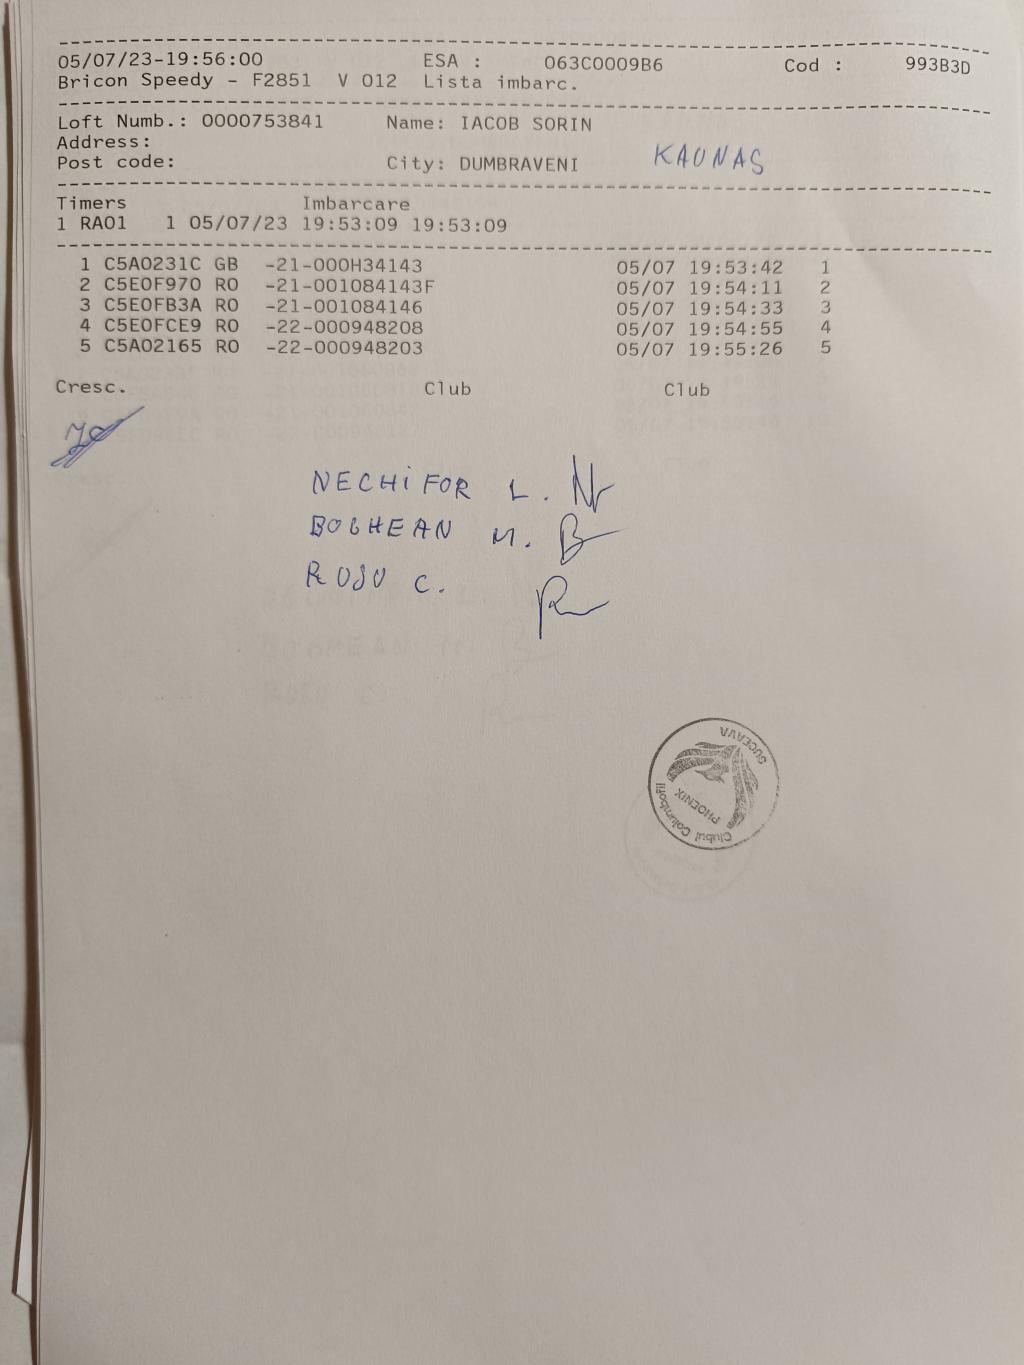 05/07/23-19:56:00 ESA : 063C0009B6 Cod : 993B3D
Bricon Speedy - F2851 V 012 Lista imbarc.
Loft Numb.: 0000753841 Name: IACOB SORIN
Address:
Post code: City: DUMBRAVENI KAUNAS
Timers Imbarcare
1 RA01 1 05/07/23 19:53:09 19:53:09
1 C5A0231C GB -21-000H34143 05/07 19:53:42 1
2 C5E0F970 RO -21-001084143F 05/07 19:54:11 2
3 C5E0FB3A RO -21-001084146 05/07 19:54:33 3
4 C5E0FCE9 RO -22-000948208 05/07 19:54:55 4
5 C5A02165 RO -22-000948203 05/07 19:55:26 5
Cresc. Club Club
NECHIFOR L.
BOGHEAN M.
RUSU C.
Clubul Columbofil
PHOENIX
SUCEAVA